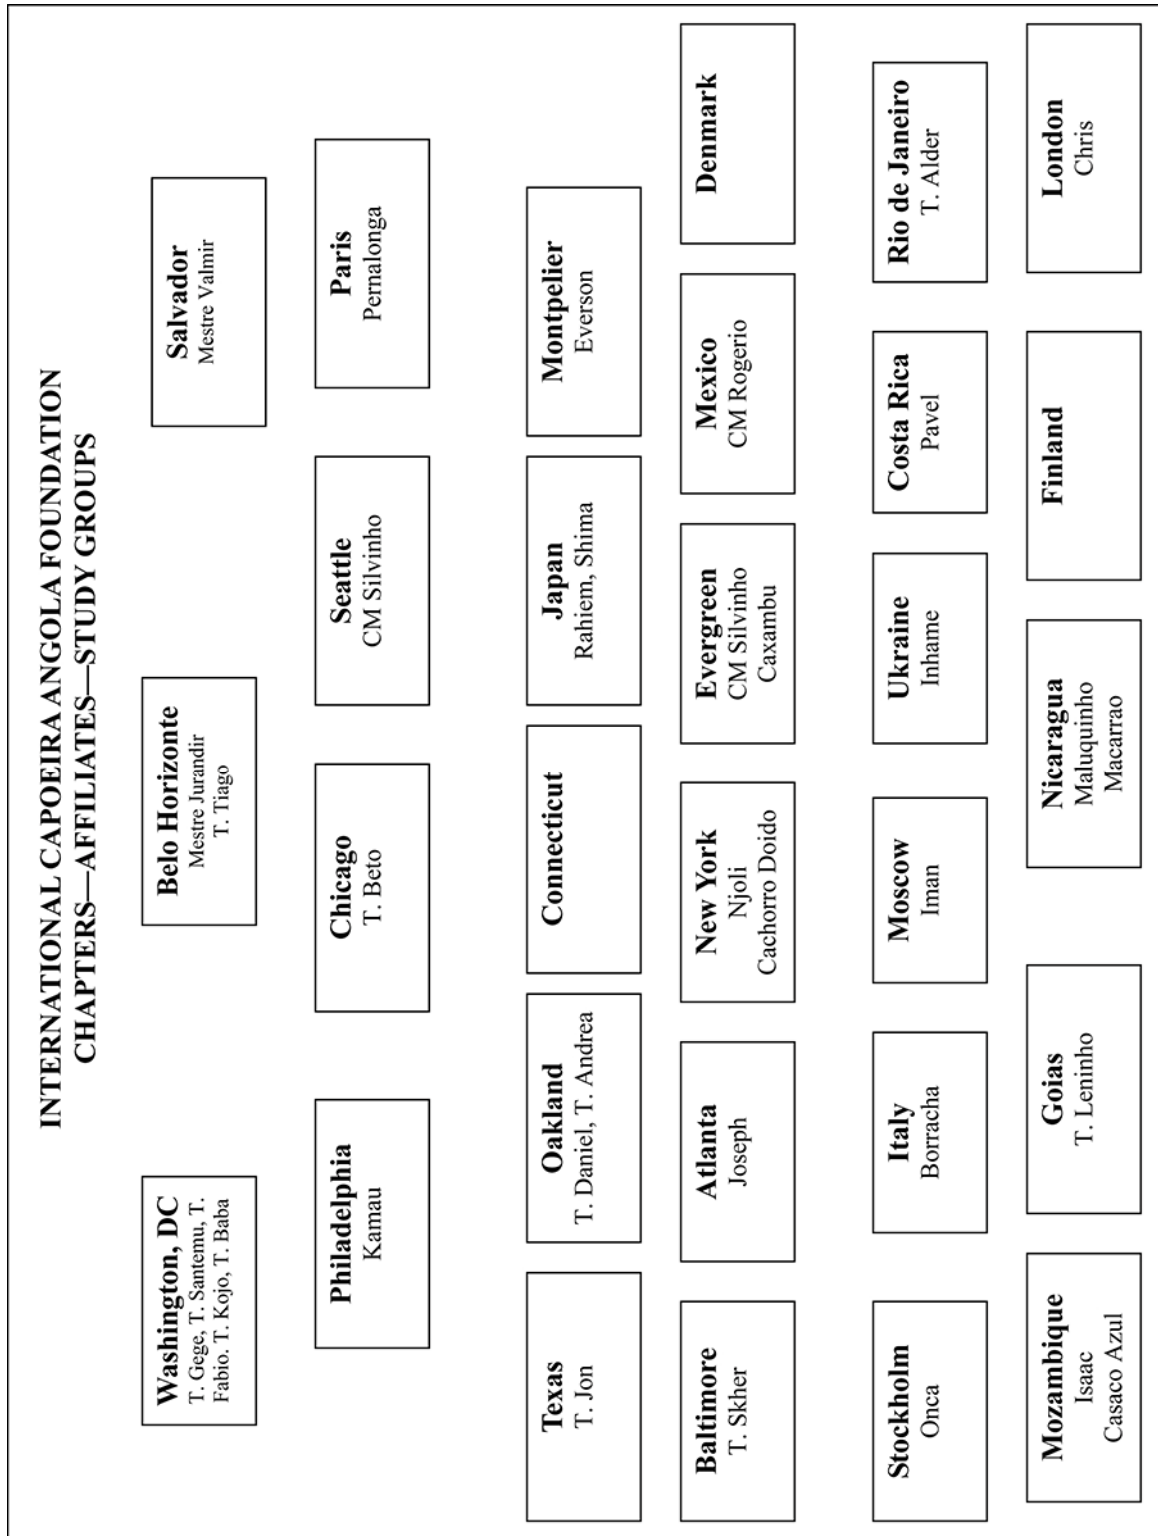 INTERNATIONAL CAPOEIRA ANGOLA FOUNDATION
CHAPTERS—AFFILIATES—STUDY GROUPS
Washington, DC
T. Gege, T. Santemu, T.
Fabio. T. Kojo, T. Baba
Belo Horizonte
Mestre Jurandir
T. Tiago
Salvador
Mestre Valmir
Philadelphia
Kamau
Chicago
T. Beto
Seattle
CM Silvinho
Paris
Pernalonga
Texas
T. Jon
Oakland
T. Daniel, T. Andrea
Connecticut
Japan
Rahiem, Shima
Montpelier
Everson
Baltimore
T. Skher
Atlanta
Joseph
New York
Njoli
Cachorro Doido
Evergreen
CM Silvinho
Caxambu
Mexico
CM Rogerio
Denmark
Stockholm
Onca
Italy
Borracha
Moscow
Iman
Ukraine
Inhame
Costa Rica
Pavel
Rio de Janeiro
T. Alder
Mozambique
Isaac
Casaco Azul
Goias
T. Leninho
Nicaragua
Maluquinho
Macarrao
Finland
London
Chris